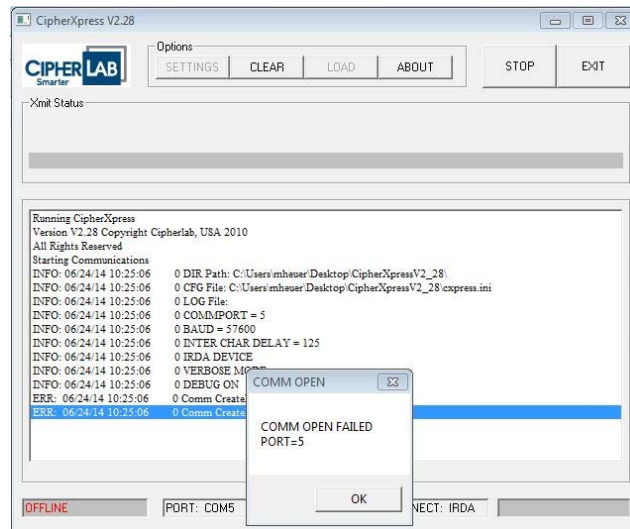 CipherXpress V2.28
CIPHER LAB
Smarter
Options
SETTINGS CLEAR LOAD ABOUT
STOP EXIT
Xmit Status
Running CipherXpress
Version V2.28 Copyright Cipherlab, USA 2010
All Rights Reserved
Starting Communications
INFO: 06/24/14 10:25:06 0 DIR Path: C:\Users\mheuer\Desktop\CipherXpressV2_28\
INFO: 06/24/14 10:25:06 0 CFG File: C:\Users\mheuer\Desktop\CipherXpressV2_28\cxpress.ini
INFO: 06/24/14 10:25:06 0 LOG File:
INFO: 06/24/14 10:25:06 0 COMMPORT = 5
INFO: 06/24/14 10:25:06 0 BAUD = 57600
INFO: 06/24/14 10:25:06 0 INTER CHAR DELAY = 125
INFO: 06/24/14 10:25:06 0 IRDA DEVICE
INFO: 06/24/14 10:25:06 0 VERBOSE MODE
INFO: 06/24/14 10:25:06 0 DEBUG ON
ERR: 06/24/14 10:25:06 0 Comm Create
ERR: 06/24/14 10:25:06 0 Comm Create
COMM OPEN
COMM OPEN FAILED
PORT=5
OK
OFFLINE PORT: COM5 NECT: IRDA